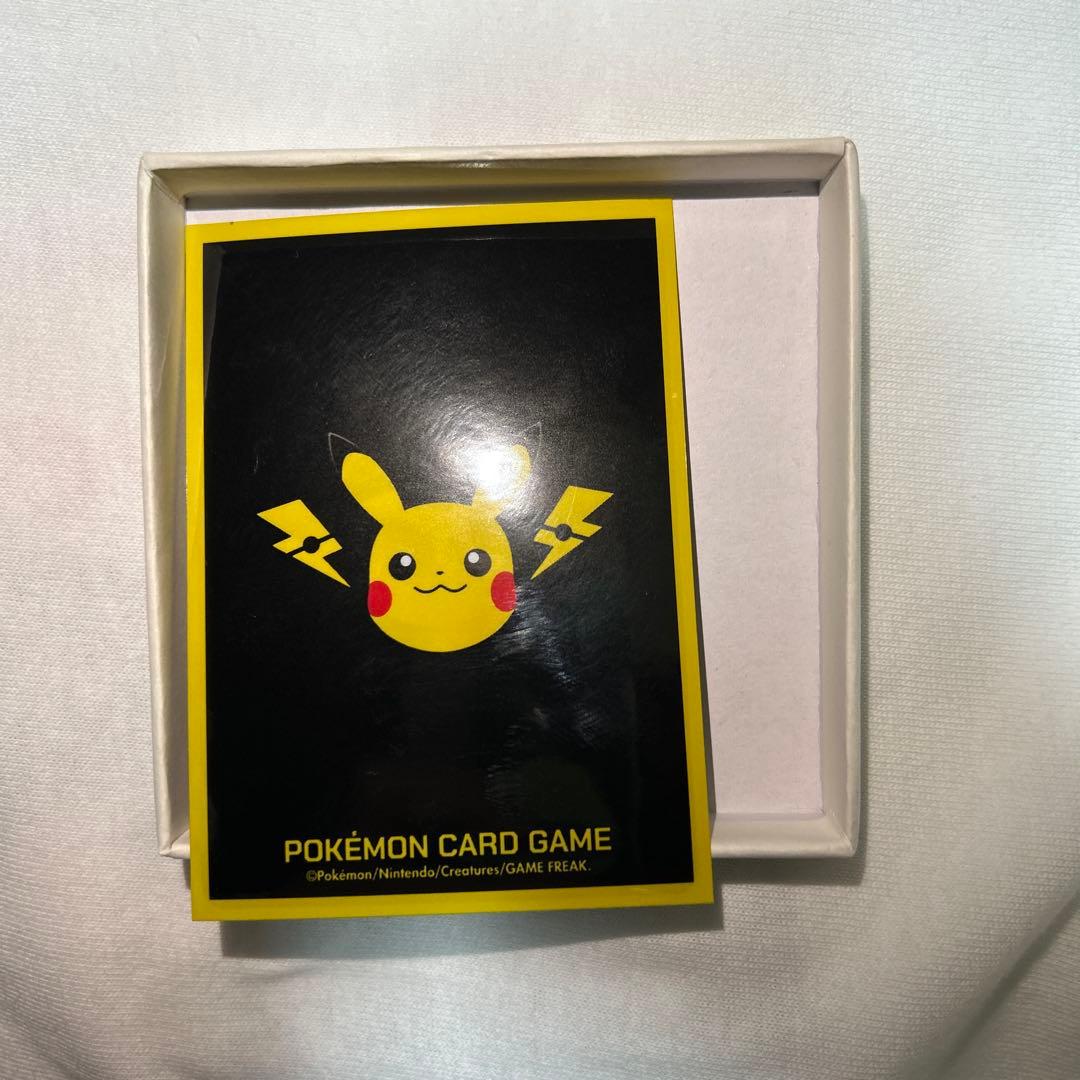 POKÉMON CARD GAME
©Pokémon/Nintendo/Creatures/GAME FREAK.